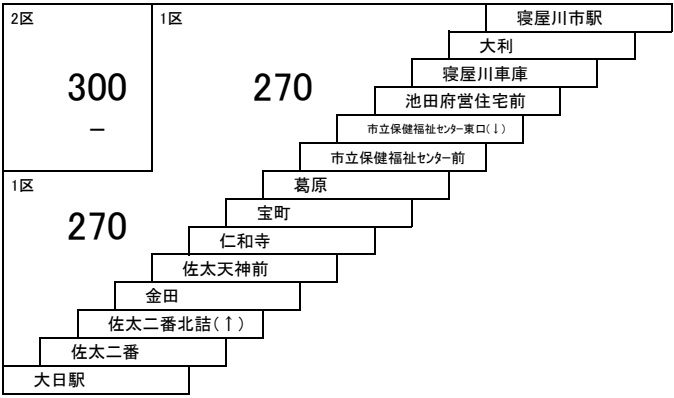 2区
1区
寝屋川市駅
大利
300
270
寝屋川車庫
池田府営住宅前
－
市立保健福祉センター東口(↓)
市立保健福祉センター前
1区
葛原
270
宝町
仁和寺
佐太天神前
金田
佐太二番北詰(↑)
佐太二番
大日駅